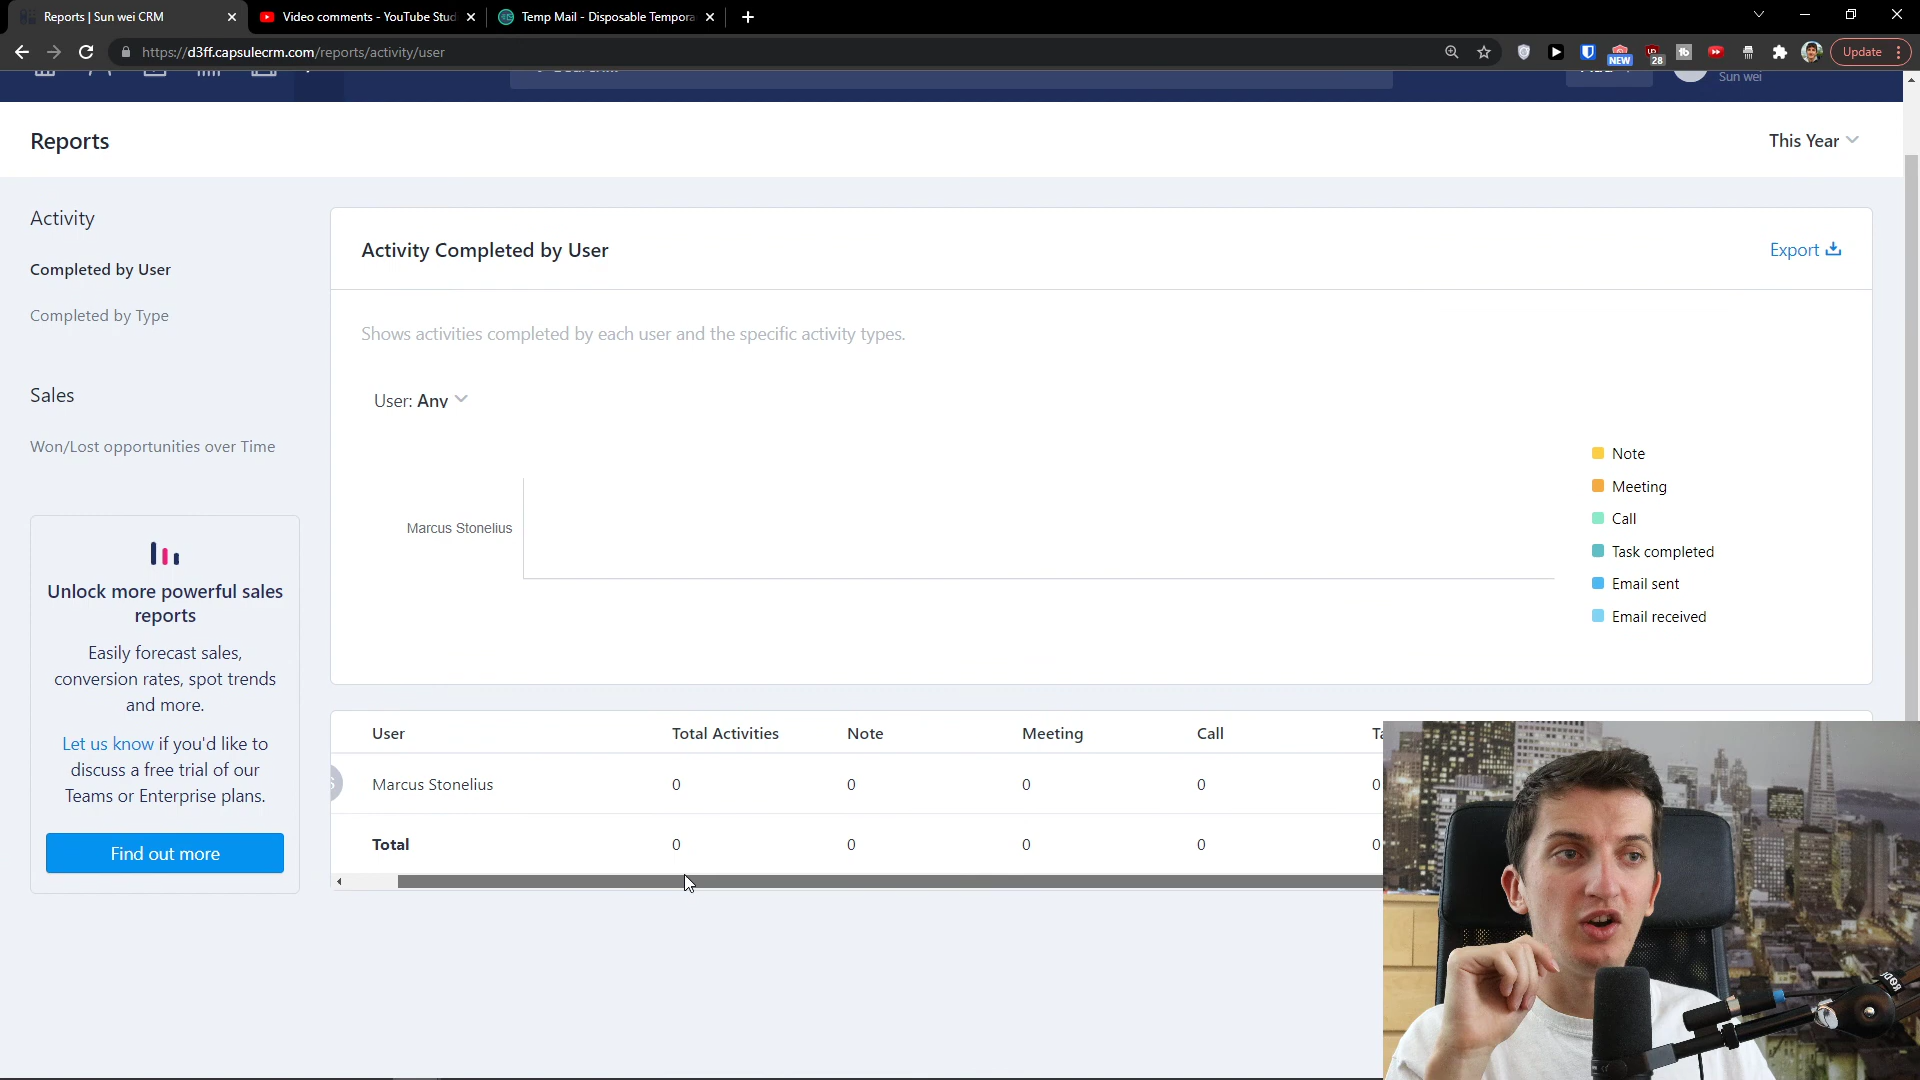 Reports | Sun wei CRM
Video comments - YouTube Stud
Temp Mail - Disposable Tempora
https://d3ff.capsulecrm.com/reports/activity/user
NEW
28
Update
Sun wei
Reports
This Year
Activity
Completed by User
Completed by Type
Sales
Won/Lost opportunities over Time
Unlock more powerful sales
reports
Easily forecast sales,
conversion rates, spot trends
and more.
Let us know if you'd like to
discuss a free trial of our
Teams or Enterprise plans.
Find out more
Activity Completed by User
Export
Shows activities completed by each user and the specific activity types.
User: Any
Marcus Stonelius
Note
Meeting
Call
Task completed
Email sent
Email received
User Total Activities Note Meeting Call
Marcus Stonelius 0 0 0 0 0
Total 0 0 0 0 0